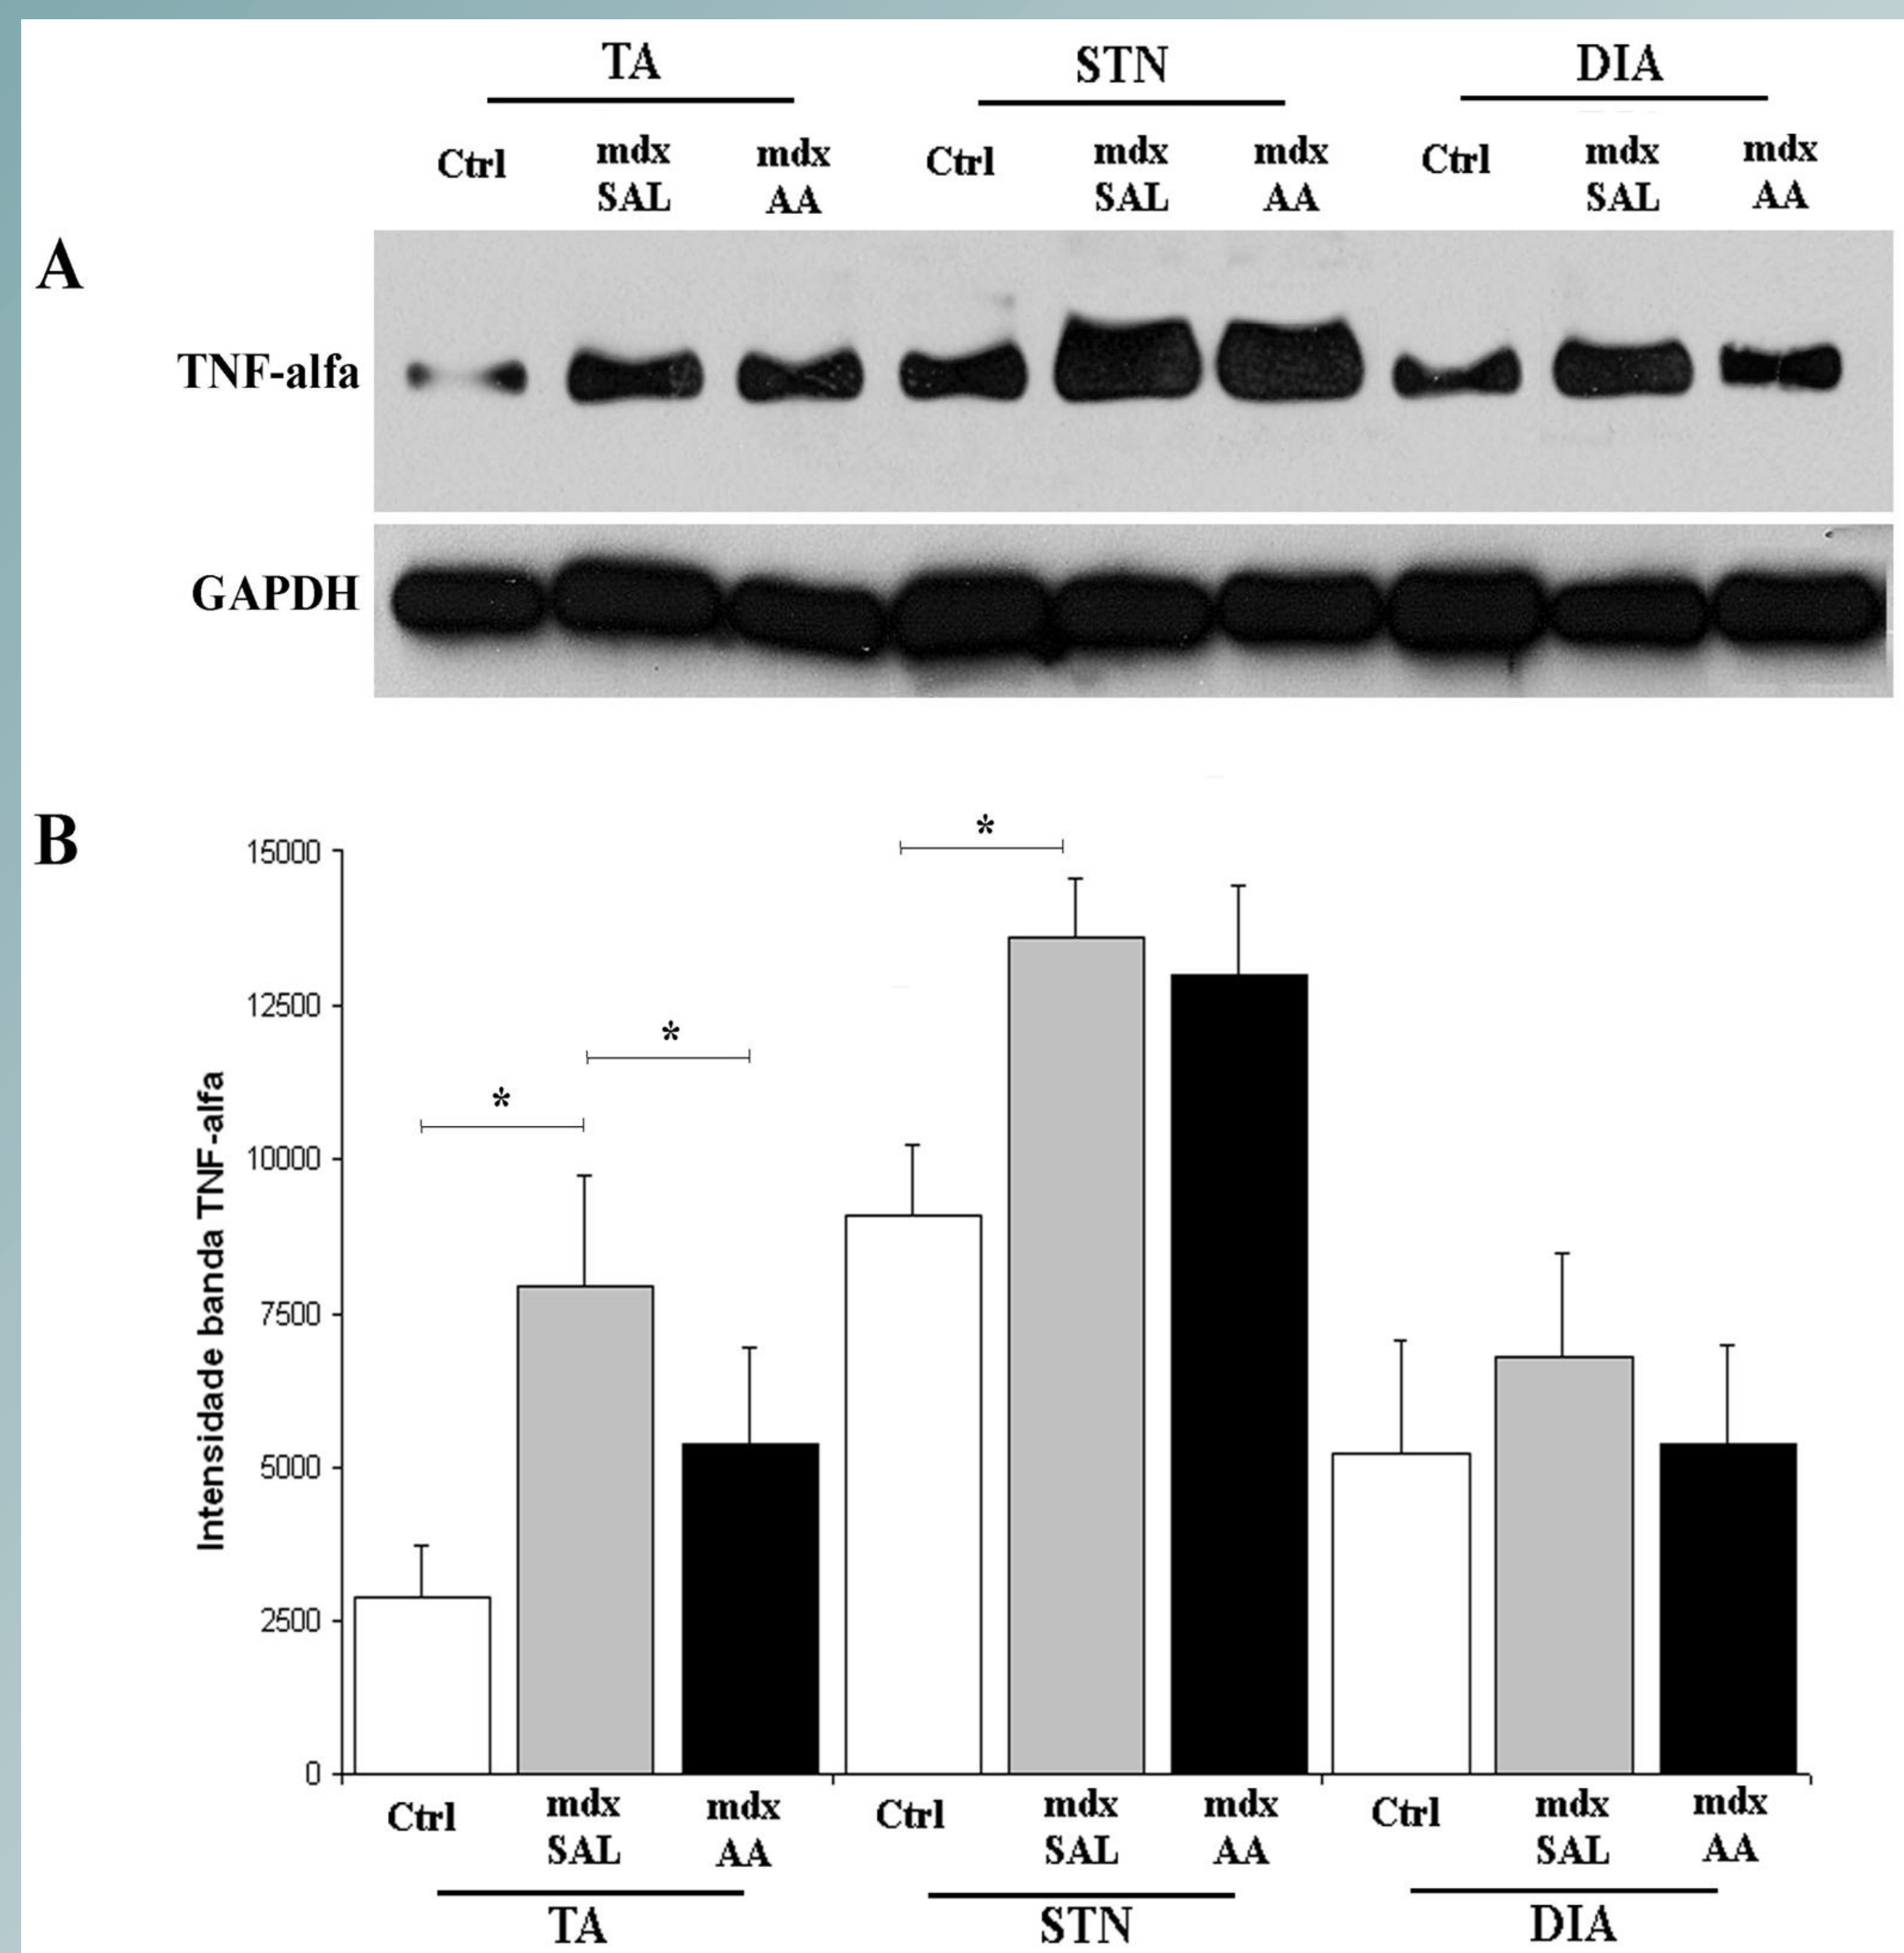 TA STN DIA
Ctrl mdx SAL mdx AA Ctrl mdx SAL mdx AA Ctrl mdx SAL mdx AA
A
TNF-alfa
GAPDH
B
*
*
*
Intensidade banda TNF-alfa
15000
12500
10000
7500
5000
2500
0
Ctrl mdx SAL mdx AA Ctrl mdx SAL mdx AA Ctrl mdx SAL mdx AA
TA STN DIA